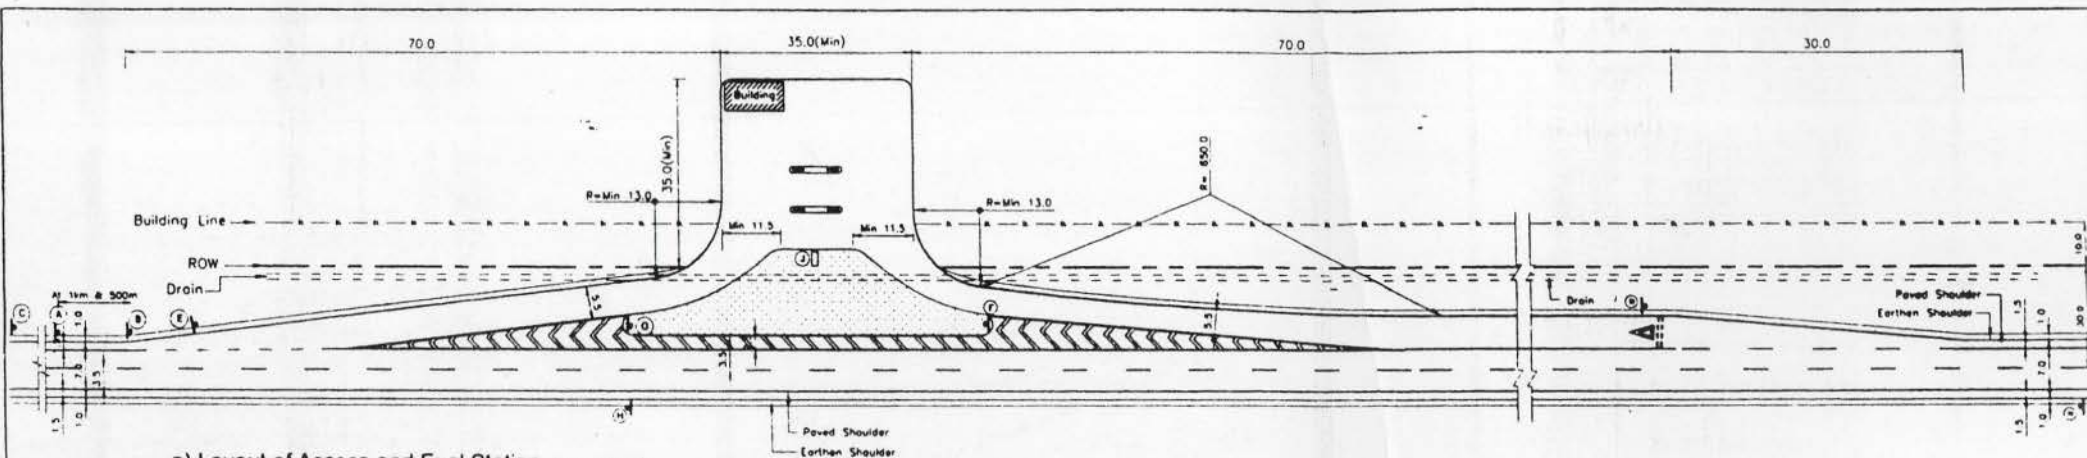 70.0
35.0(Min)
70.0
30.0
Building
35.0(Min)
R=Min 13.0
R=Min 13.0
R= 650.0
Building Line
Min 11.5
Min 11.5
10.0
ROW
J
Drain
At 1km @ 500m
C
A
1.0
B
E
5.5
G
F
5.5
Drain
Paved Shoulder
Earthen Shoulder
1.5
1.0
30.0
7.0
3.5
3.5
7.0
1.5
1.0
H
Paved Shoulder
Earthen Shoulder
1.5
1.0
a) Layout of Access and Fuel Station